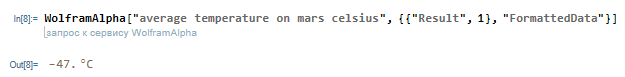 In[8]:= WolframAlpha["average temperature on mars celsius", {{"Result", 1}, "FormattedData"}]
запрос к сервису WolframAlpha
Out[8]= -47. °C